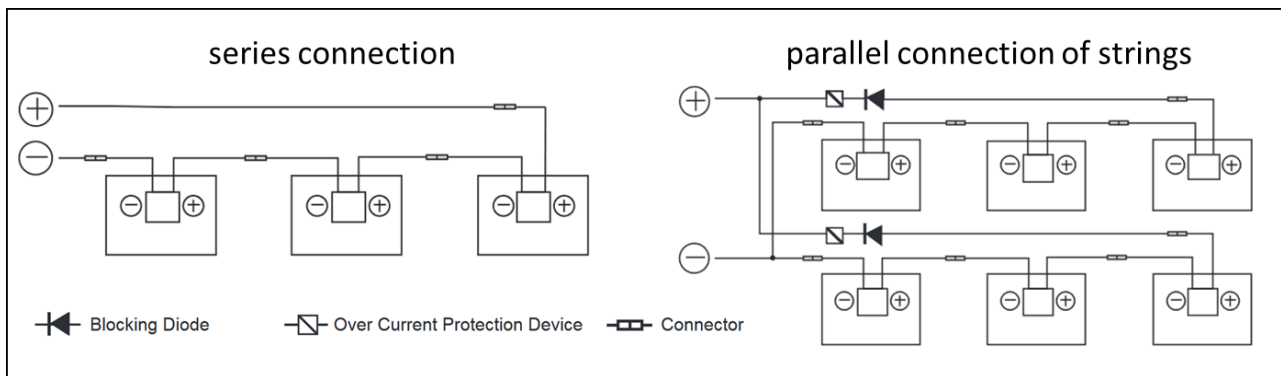 series connection
parallel connection of strings
+
−
− + − + − +
+
−
− + − + − +
− + − + − +
Blocking Diode
Over Current Protection Device
Connector